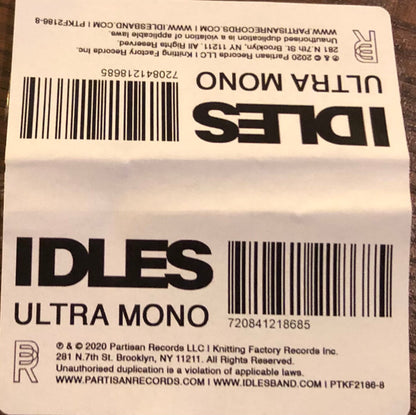 WWW.PARTISANRECORDS.COM I WWW.IDLESBAND.COM I PTKF2186-8
Unauthorised duplication is a violation of applicable laws.
281 N.7th St. Brooklyn, NY 11211. All Rights Reserved.
℗ & © 2020 Partisan Records LLC I Knitting Factory Records Inc.
720841218685
ULTRA MONO
IDLES
IDLES
ULTRA MONO
720841218685
℗ & © 2020 Partisan Records LLC I Knitting Factory Records Inc.
281 N.7th St. Brooklyn, NY 11211. All Rights Reserved.
Unauthorised duplication is a violation of applicable laws.
WWW.PARTISANRECORDS.COM I WWW.IDLESBAND.COM I PTKF2186-8